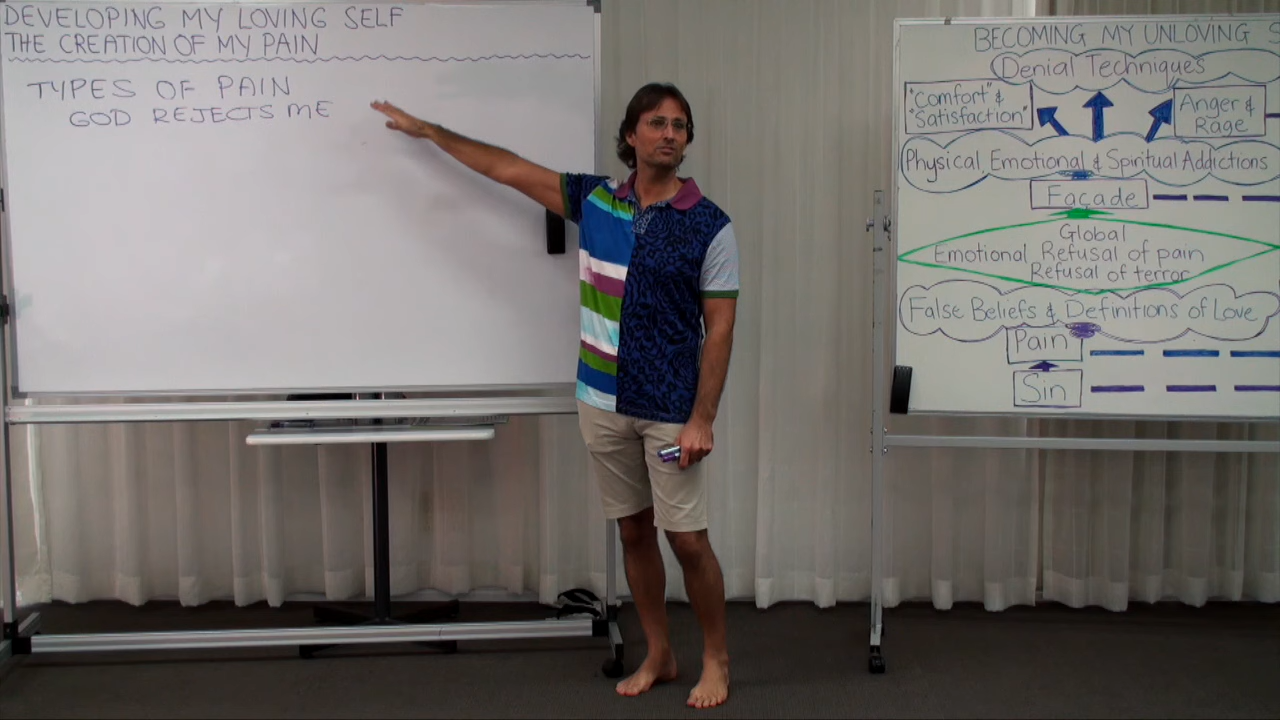 DEVELOPING MY LOVING SELF
THE CREATION OF MY PAIN
TYPES OF PAIN
GOD REJECTS ME
BECOMING MY UNLOVING S
Denial Techniques
"Comfort" &
"Satisfaction"
Anger &
Rage
Physical, Emotional & Spiritual Addictions
Façade
Global
Emotional Refusal of pain
Refusal of terror
False Beliefs & Definitions of Love
Pain
Sin